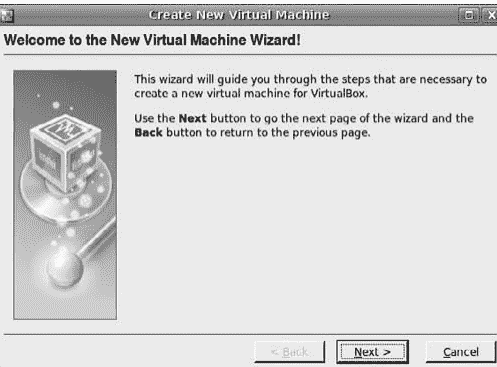 Create New Virtual Machine
Welcome to the New Virtual Machine Wizard!
This wizard will guide you through the steps that are necessary to
create a new virtual machine for VirtualBox.
Use the Next button to go the next page of the wizard and the
Back button to return to the previous page.
< Back
Next >
Cancel